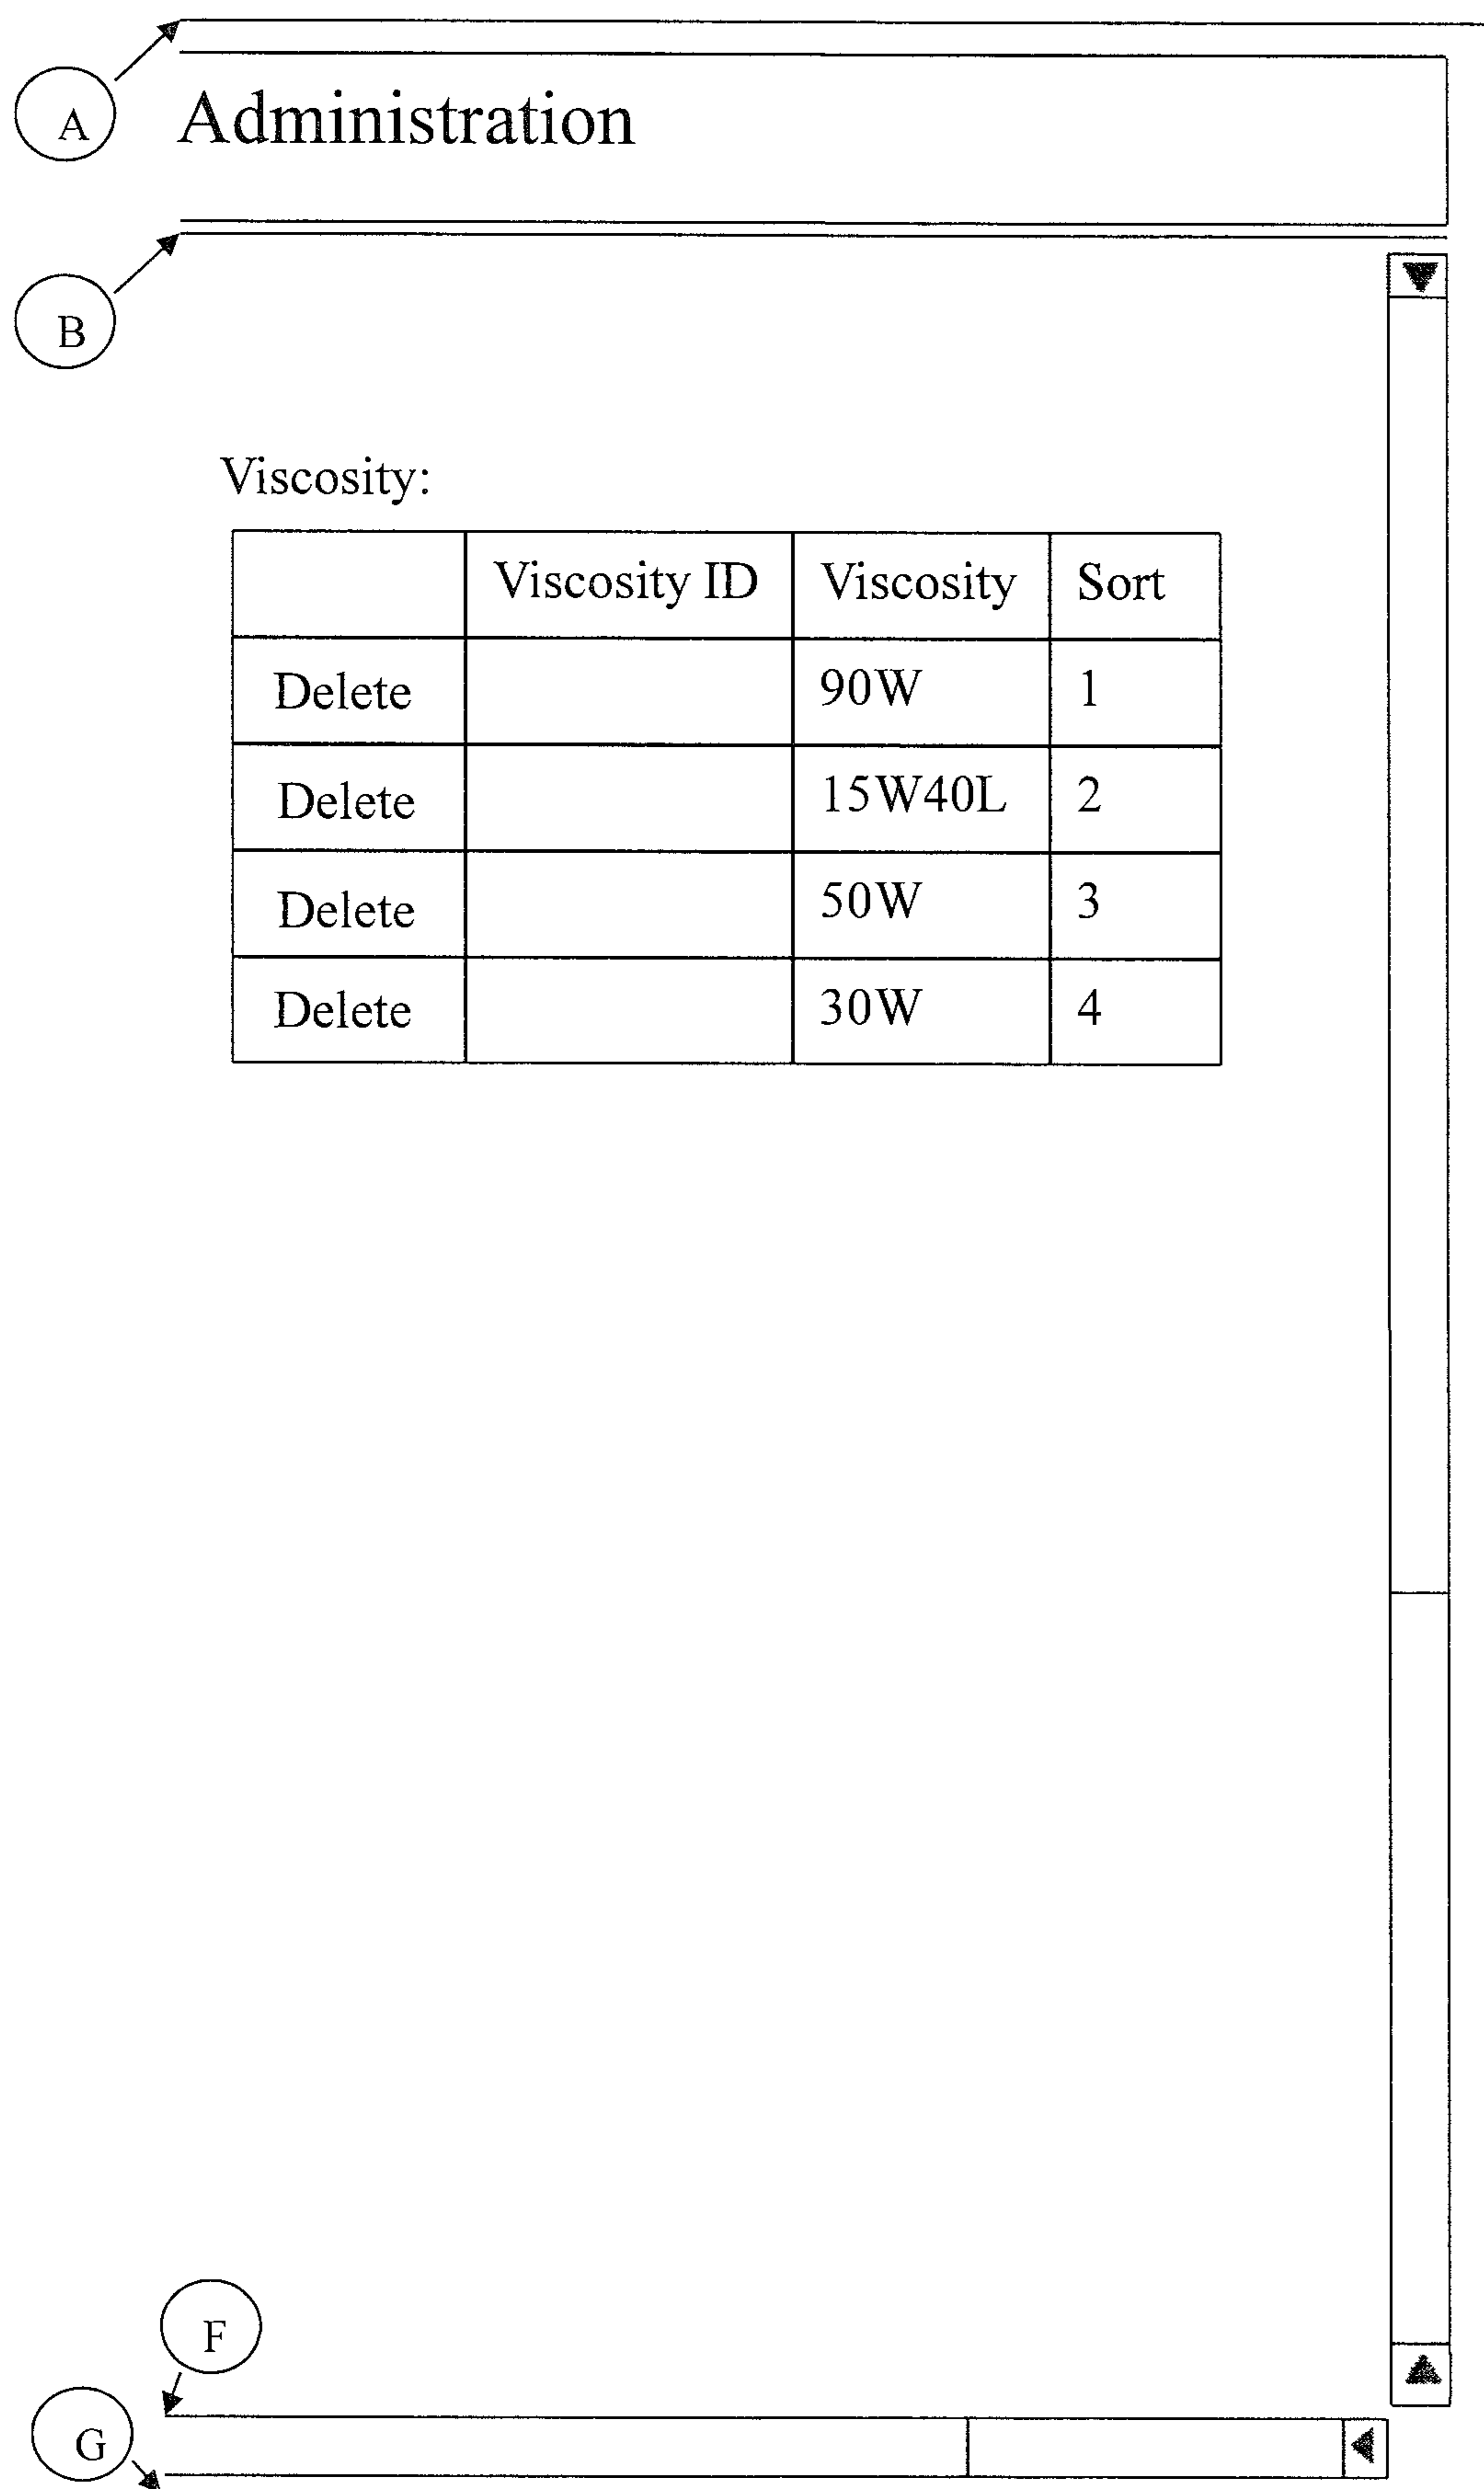 A
Administration
B
Viscosity:
Viscosity ID Viscosity Sort
Delete 90W 1
Delete 15W40L 2
Delete 50W 3
Delete 30W 4
F
G